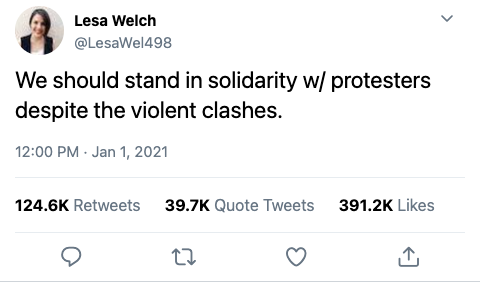 Lesa Welch
@LesaWel498
We should stand in solidarity w/ protesters
despite the violent clashes.
12:00 PM · Jan 1, 2021
124.6K Retweets 39.7K Quote Tweets 391.2K Likes